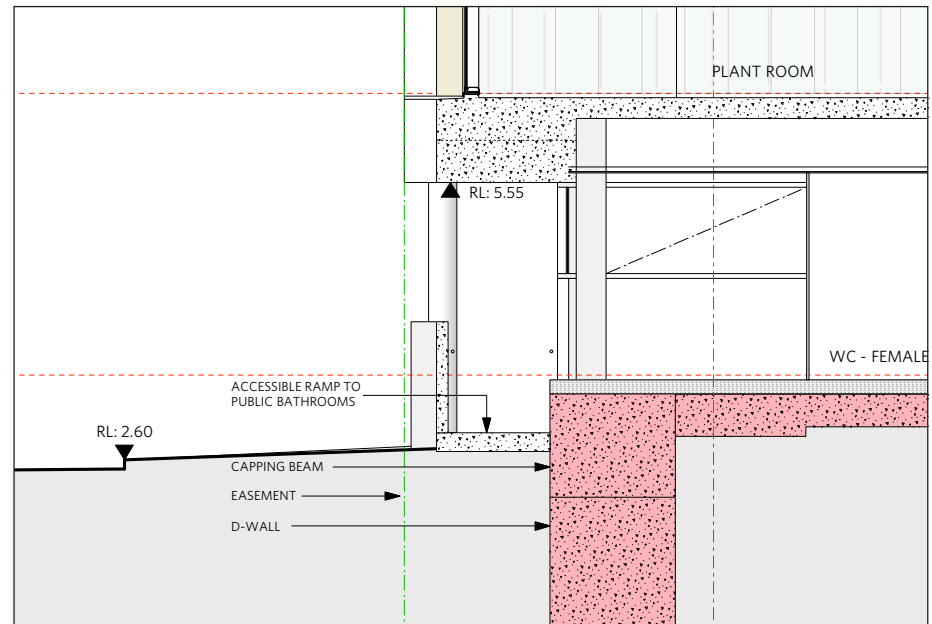 PLANT ROOM
RL: 5.55
WC - FEMALE
ACCESSIBLE RAMP TO
PUBLIC BATHROOMS
RL: 2.60
CAPPING BEAM
EASEMENT
D-WALL